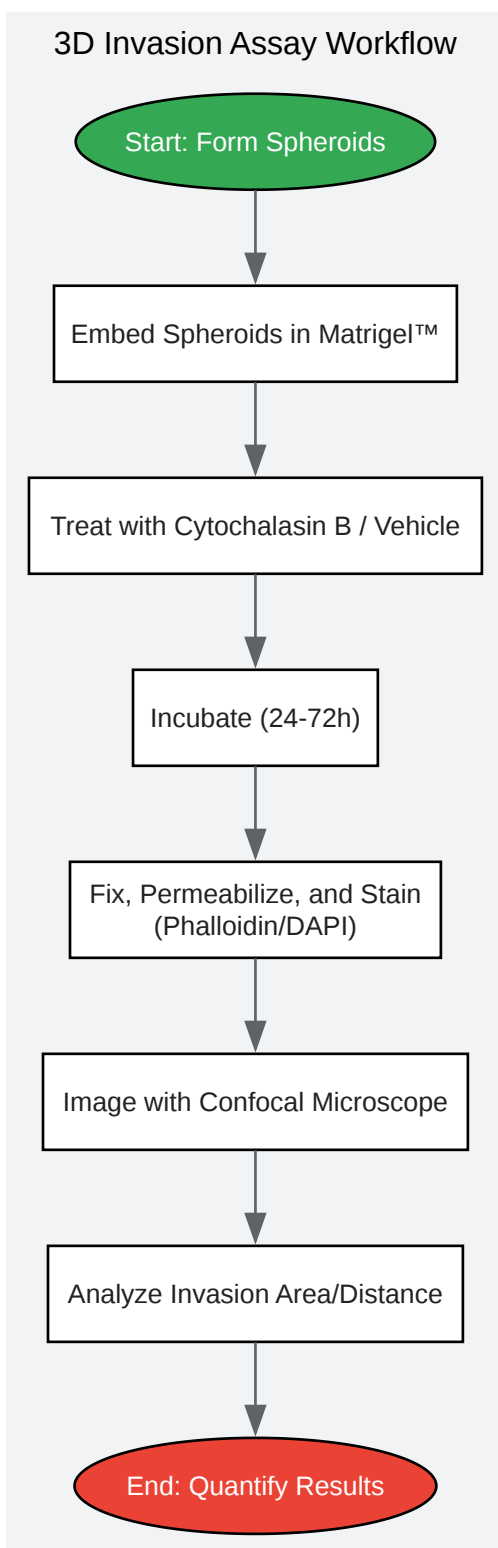 3D Invasion Assay Workflow
Start: Form Spheroids
Embed Spheroids in Matrigel™
Treat with Cytochalasin B / Vehicle
Incubate (24-72h)
Fix, Permeabilize, and Stain
(Phalloidin/DAPI)
Image with Confocal Microscope
Analyze Invasion Area/Distance
End: Quantify Results